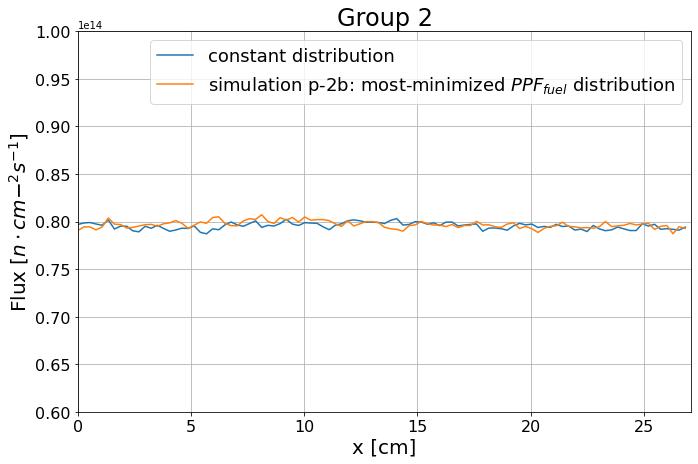 Group 2
1e14
constant distribution
simulation p-2b: most-minimized PPF_fuel distribution
1.00
0.95
0.90
0.85
0.80
0.75
0.70
0.65
0.60
Flux [n · cm−²s⁻¹]
0 5 10 15 20 25
x [cm]